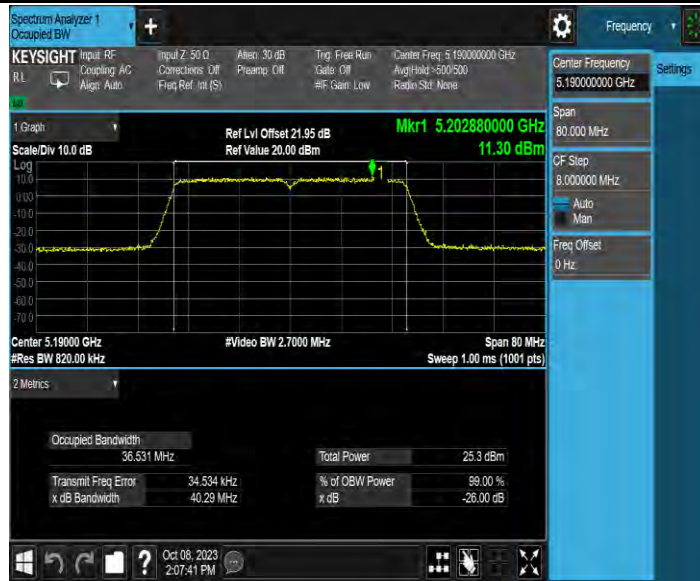 Spectrum Analyzer 1
Occupied BW
Frequency
KEYSIGHT
RL
Input: RF
Coupling: AC
Align: Auto
Input Z: 50 Ω
Corrections: Off
Freq Ref: Int (S)
Atten: 30 dB
Preamp: Off
Trig: Free Run
Gate: Off
#IF Gain: Low
Center Freq: 5.190000000 GHz
Avg|Hold:>500/500
Radio Std: None
1 Graph
Scale/Div 10.0 dB
Ref Lvl Offset 21.95 dB
Ref Value 20.00 dBm
Mkr1 5.202880000 GHz
11.30 dBm
Log
10.0
0.00
-10.0
-20.0
-30.0
-40.0
-50.0
-60.0
-70.0
1
Center 5.19000 GHz
#Res BW 820.00 kHz
#Video BW 2.7000 MHz
Span 80 MHz
Sweep 1.00 ms (1001 pts)
2 Metrics
Occupied Bandwidth
36.531 MHz
Total Power 25.3 dBm
Transmit Freq Error 34.534 kHz
% of OBW Power 99.00 %
x dB Bandwidth 40.29 MHz
x dB -26.00 dB
Center Frequency
5.190000000 GHz
Settings
Span
80.000 MHz
CF Step
8.000000 MHz
Auto
Man
Freq Offset
0 Hz
?
Oct 08, 2023
2:07:41 PM